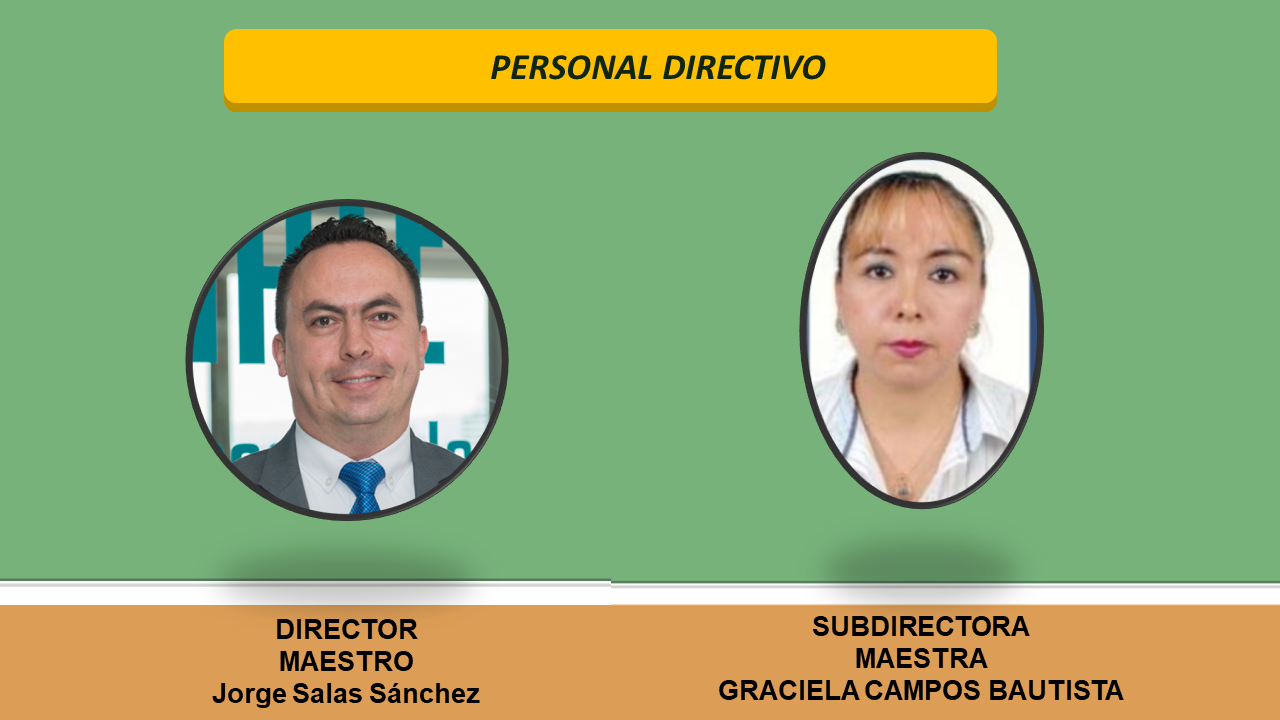 PERSONAL DIRECTIVO
DIRECTOR
MAESTRO
Jorge Salas Sánchez
SUBDIRECTORA
MAESTRA
GRACIELA CAMPOS BAUTISTA